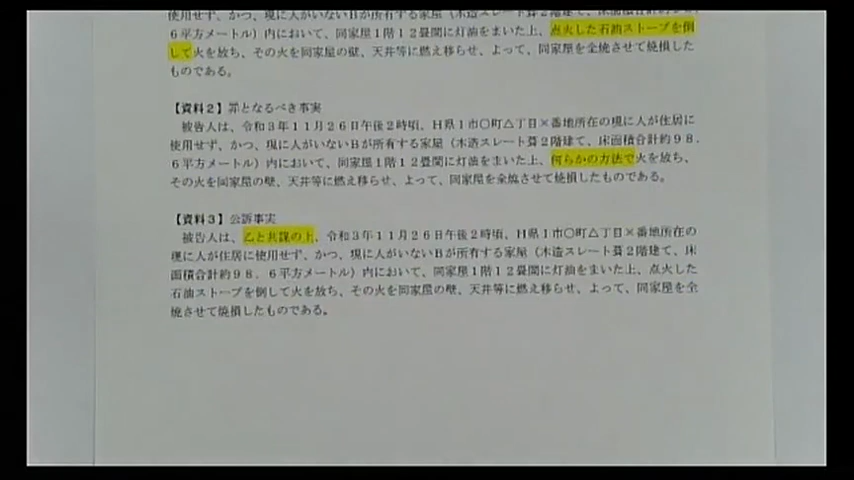 使用せず、かつ、現に人がいないBが所有する家屋(木造スレート葺2階建て、床面積合計約98.
6平方メートル)内において、同家屋1階12畳間に灯油をまいた上、点火した石油ストーブを倒
して火を放ち、その火を同家屋の壁、天井等に燃え移らせ、よって、同家屋を全焼させて焼損した
ものである。
【資料2】罪となるべき事実
被告人は、令和3年11月26日午後2時頃、H県1市〇町△丁目×番地所在の現に人が住居に
使用せず、かつ、現に人がいないBが所有する家屋(木造スレート葺2階建て、床面積合計約98.
6平方メートル)内において、同家屋1階12畳間に灯油をまいた上、何らかの方法で火を放ち、
その火を同家屋の壁、天井等に燃え移らせ、よって、同家屋を全焼させて焼損したものである。
【資料3】公訴事実
被告人は、乙と共謀の上、令和3年11月26日午後2時頃、H県1市〇町△丁目×番地所在の
現に人が住居に使用せず、かつ、現に人がいないBが所有する家屋(木造スレート葺2階建て、床
面積合計約98.6平方メートル)内において、同家屋1階12畳間に灯油をまいた上、点火した
石油ストーブを倒して火を放ち、その火を同家屋の壁、天井等に燃え移らせ、よって、同家屋を全
焼させて焼損したものである。